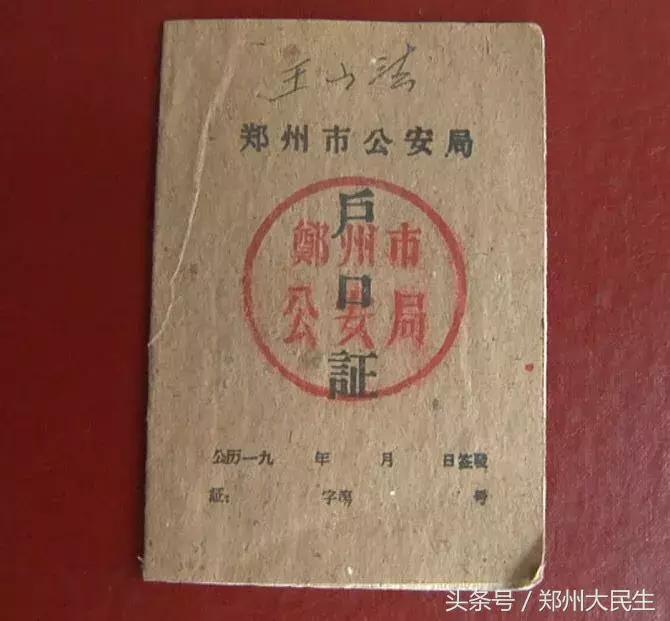 王
郑州市公安局
戶口証
鄭州市
公安局
公历一九 年 月 日签發
証: 字 号
头条号 / 郑州大民生